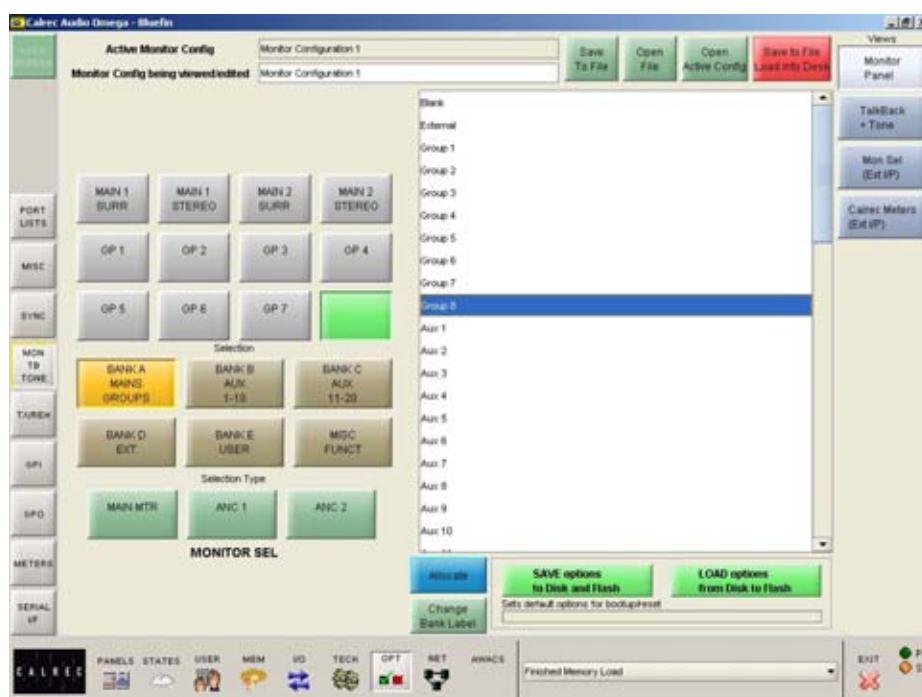 Calrec Audio Omega - Bluefin
Active Monitor Config
Monitor Configuration 1
Monitor Config being viewed/edited
Monitor Configuration 1
Save To File
Open File
Open Active Config
Save to File Load into Desk
Views
Monitor Panel
TalkBack + Tone
Mon Sel (Ext I/P)
Calrec Meters (Ext I/P)
PORT LISTS
MISC
SYNC
MON TB TONE
TX/REH
GPI
GPO
METERS
SERIAL I/F
MAIN 1 SURR
MAIN 1 STEREO
MAIN 2 SURR
MAIN 2 STEREO
GP 1
GP 2
GP 3
GP 4
GP 5
GP 6
GP 7
Selection
BANK A MAINS GROUPS
BANK B AUX 1-10
BANK C AUX 11-20
BANK D EXT
BANK E USER
MISC FUNCT
Selection Type
MAIN MTR
ANC 1
ANC 2
MONITOR SEL
Blank
External
Group 1
Group 2
Group 3
Group 4
Group 5
Group 6
Group 7
Group 8
Aux 1
Aux 2
Aux 3
Aux 4
Aux 5
Aux 6
Aux 7
Aux 8
Aux 9
Aux 10
Allocate
Change Bank Label
SAVE options to Disk and Flash
LOAD options from Disk to Flash
Sets default options for bootup/reset
CALREC
PANELS
STATES
USER
MEM
I/O
TECH
OPT
NET
AWACS
Finished Memory Load
EXIT